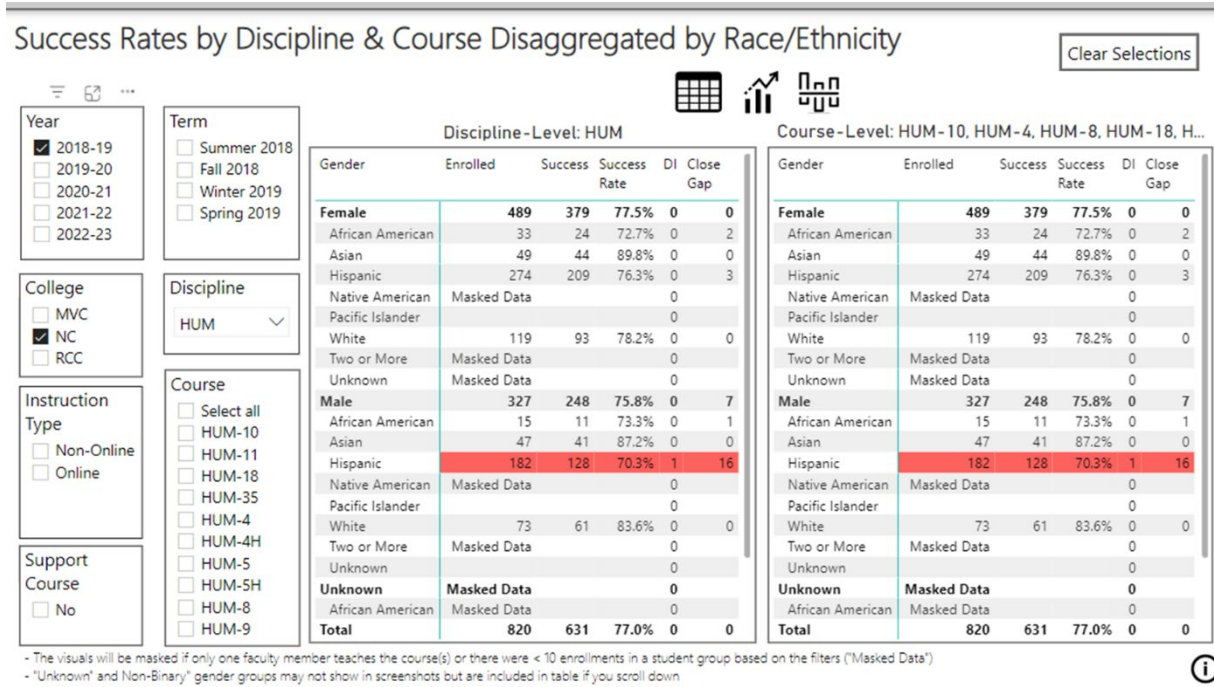 Success Rates by Discipline & Course Disaggregated by Race/Ethnicity
Clear Selections
Year
2018-19
2019-20
2020-21
2021-22
2022-23
Term
Summer 2018
Fall 2018
Winter 2019
Spring 2019
College
MVC
NC
RCC
Discipline
HUM
Instruction
Type
Non-Online
Online
Support
Course
No
Course
Select all
HUM-10
HUM-11
HUM-18
HUM-35
HUM-4
HUM-4H
HUM-5
HUM-5H
HUM-8
HUM-9
Discipline-Level: HUM
Gender Enrolled Success Success Rate DI Close Gap
Female 489 379 77.5% 0 0
African American 33 24 72.7% 0 2
Asian 49 44 89.8% 0 0
Hispanic 274 209 76.3% 0 3
Native American Masked Data 0
Pacific Islander 0
White 119 93 78.2% 0 0
Two or More Masked Data 0
Unknown Masked Data 0
Male 327 248 75.8% 0 7
African American 15 11 73.3% 0 1
Asian 47 41 87.2% 0 0
Hispanic 182 128 70.3% 1 16
Native American Masked Data 0
Pacific Islander 0
White 73 61 83.6% 0 0
Two or More Masked Data 0
Unknown 0
Unknown Masked Data 0
African American Masked Data 0
Total 820 631 77.0% 0 0
Course-Level: HUM-10, HUM-4, HUM-8, HUM-18, H...
Gender Enrolled Success Success Rate DI Close Gap
Female 489 379 77.5% 0 0
African American 33 24 72.7% 0 2
Asian 49 44 89.8% 0 0
Hispanic 274 209 76.3% 0 3
Native American Masked Data 0
Pacific Islander 0
White 119 93 78.2% 0 0
Two or More Masked Data 0
Unknown Masked Data 0
Male 327 248 75.8% 0 7
African American 15 11 73.3% 0 1
Asian 47 41 87.2% 0 0
Hispanic 182 128 70.3% 1 16
Native American Masked Data 0
Pacific Islander 0
White 73 61 83.6% 0 0
Two or More Masked Data 0
Unknown 0
Unknown Masked Data 0
African American Masked Data 0
Total 820 631 77.0% 0 0
- The visuals will be masked if only one faculty member teaches the course(s) or there were < 10 enrollments in a student group based on the filters ("Masked Data")
- "Unknown" and Non-Binary" gender groups may not show in screenshots but are included in table if you scroll down